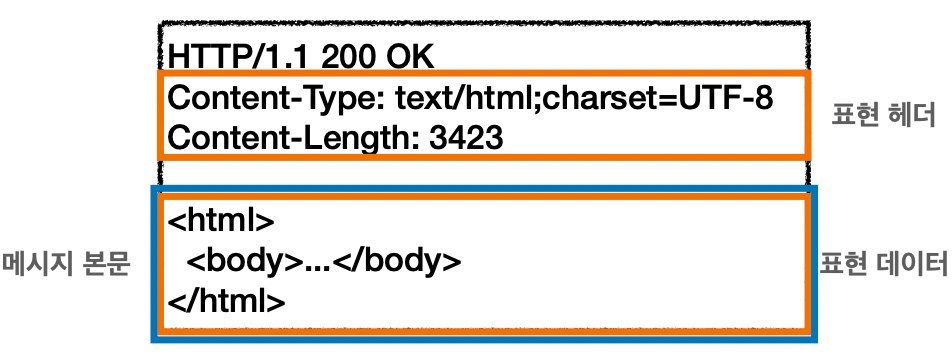 HTTP/1.1 200 OK
Content-Type: text/html;charset=UTF-8
Content-Length: 3423
표현 헤더
<html>
<body>...</body>
</html>
메시지 본문
표현 데이터